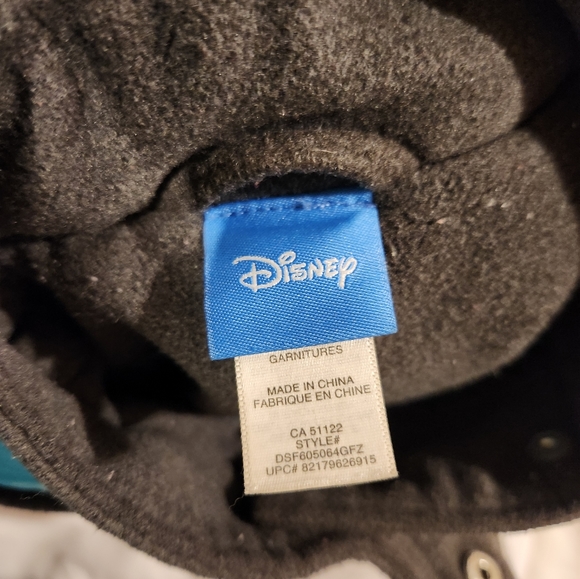 Disney
GARNITURES
MADE IN CHINA
FABRIQUE EN CHINE
CA 51122
STYLE#
DSF605064GFZ
UPC# 82179626915